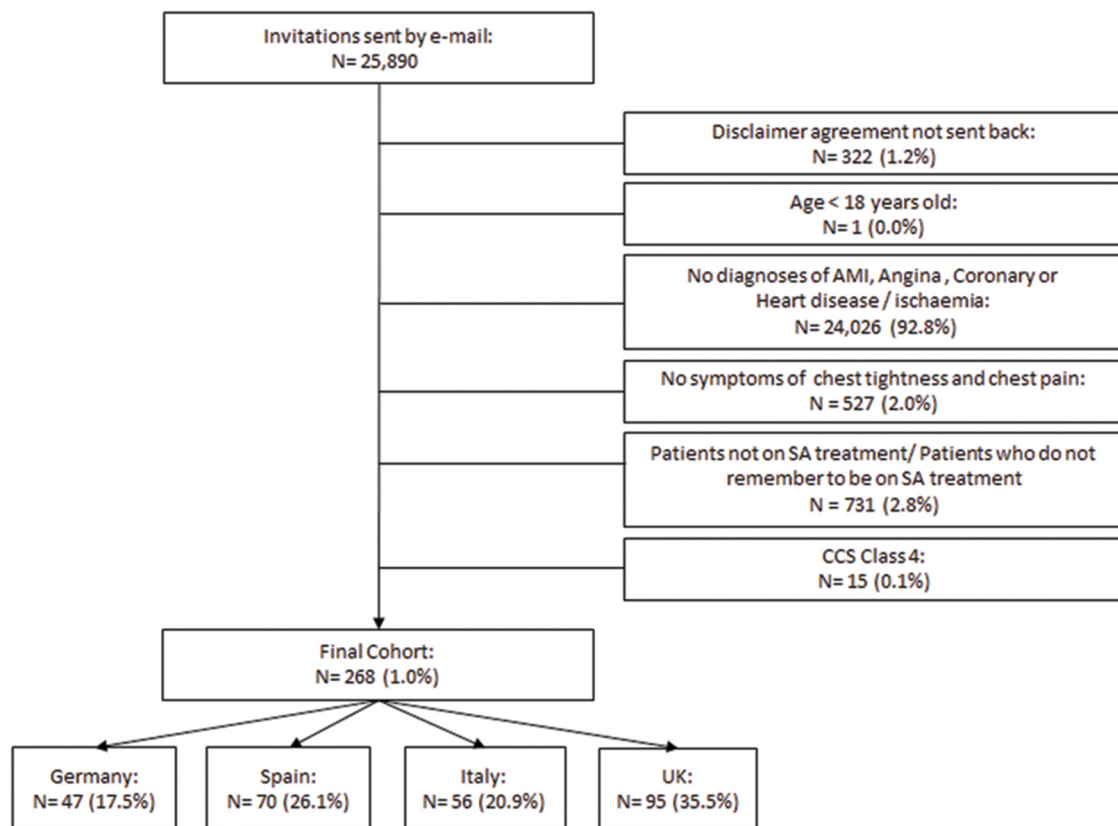 Invitations sent by e-mail:
N= 25,890
Disclaimer agreement not sent back:
N= 322 (1.2%)
Age < 18 years old:
N= 1 (0.0%)
No diagnoses of AMI, Angina , Coronary or
Heart disease / ischaemia:
N= 24,026 (92.8%)
No symptoms of chest tightness and chest pain:
N = 527 (2.0%)
Patients not on SA treatment/ Patients who do not
remember to be on SA treatment
N = 731 (2.8%)
CCS Class 4:
N= 15 (0.1%)
Final Cohort:
N= 268 (1.0%)
Germany:
N= 47 (17.5%)
Spain:
N= 70 (26.1%)
Italy:
N= 56 (20.9%)
UK:
N= 95 (35.5%)